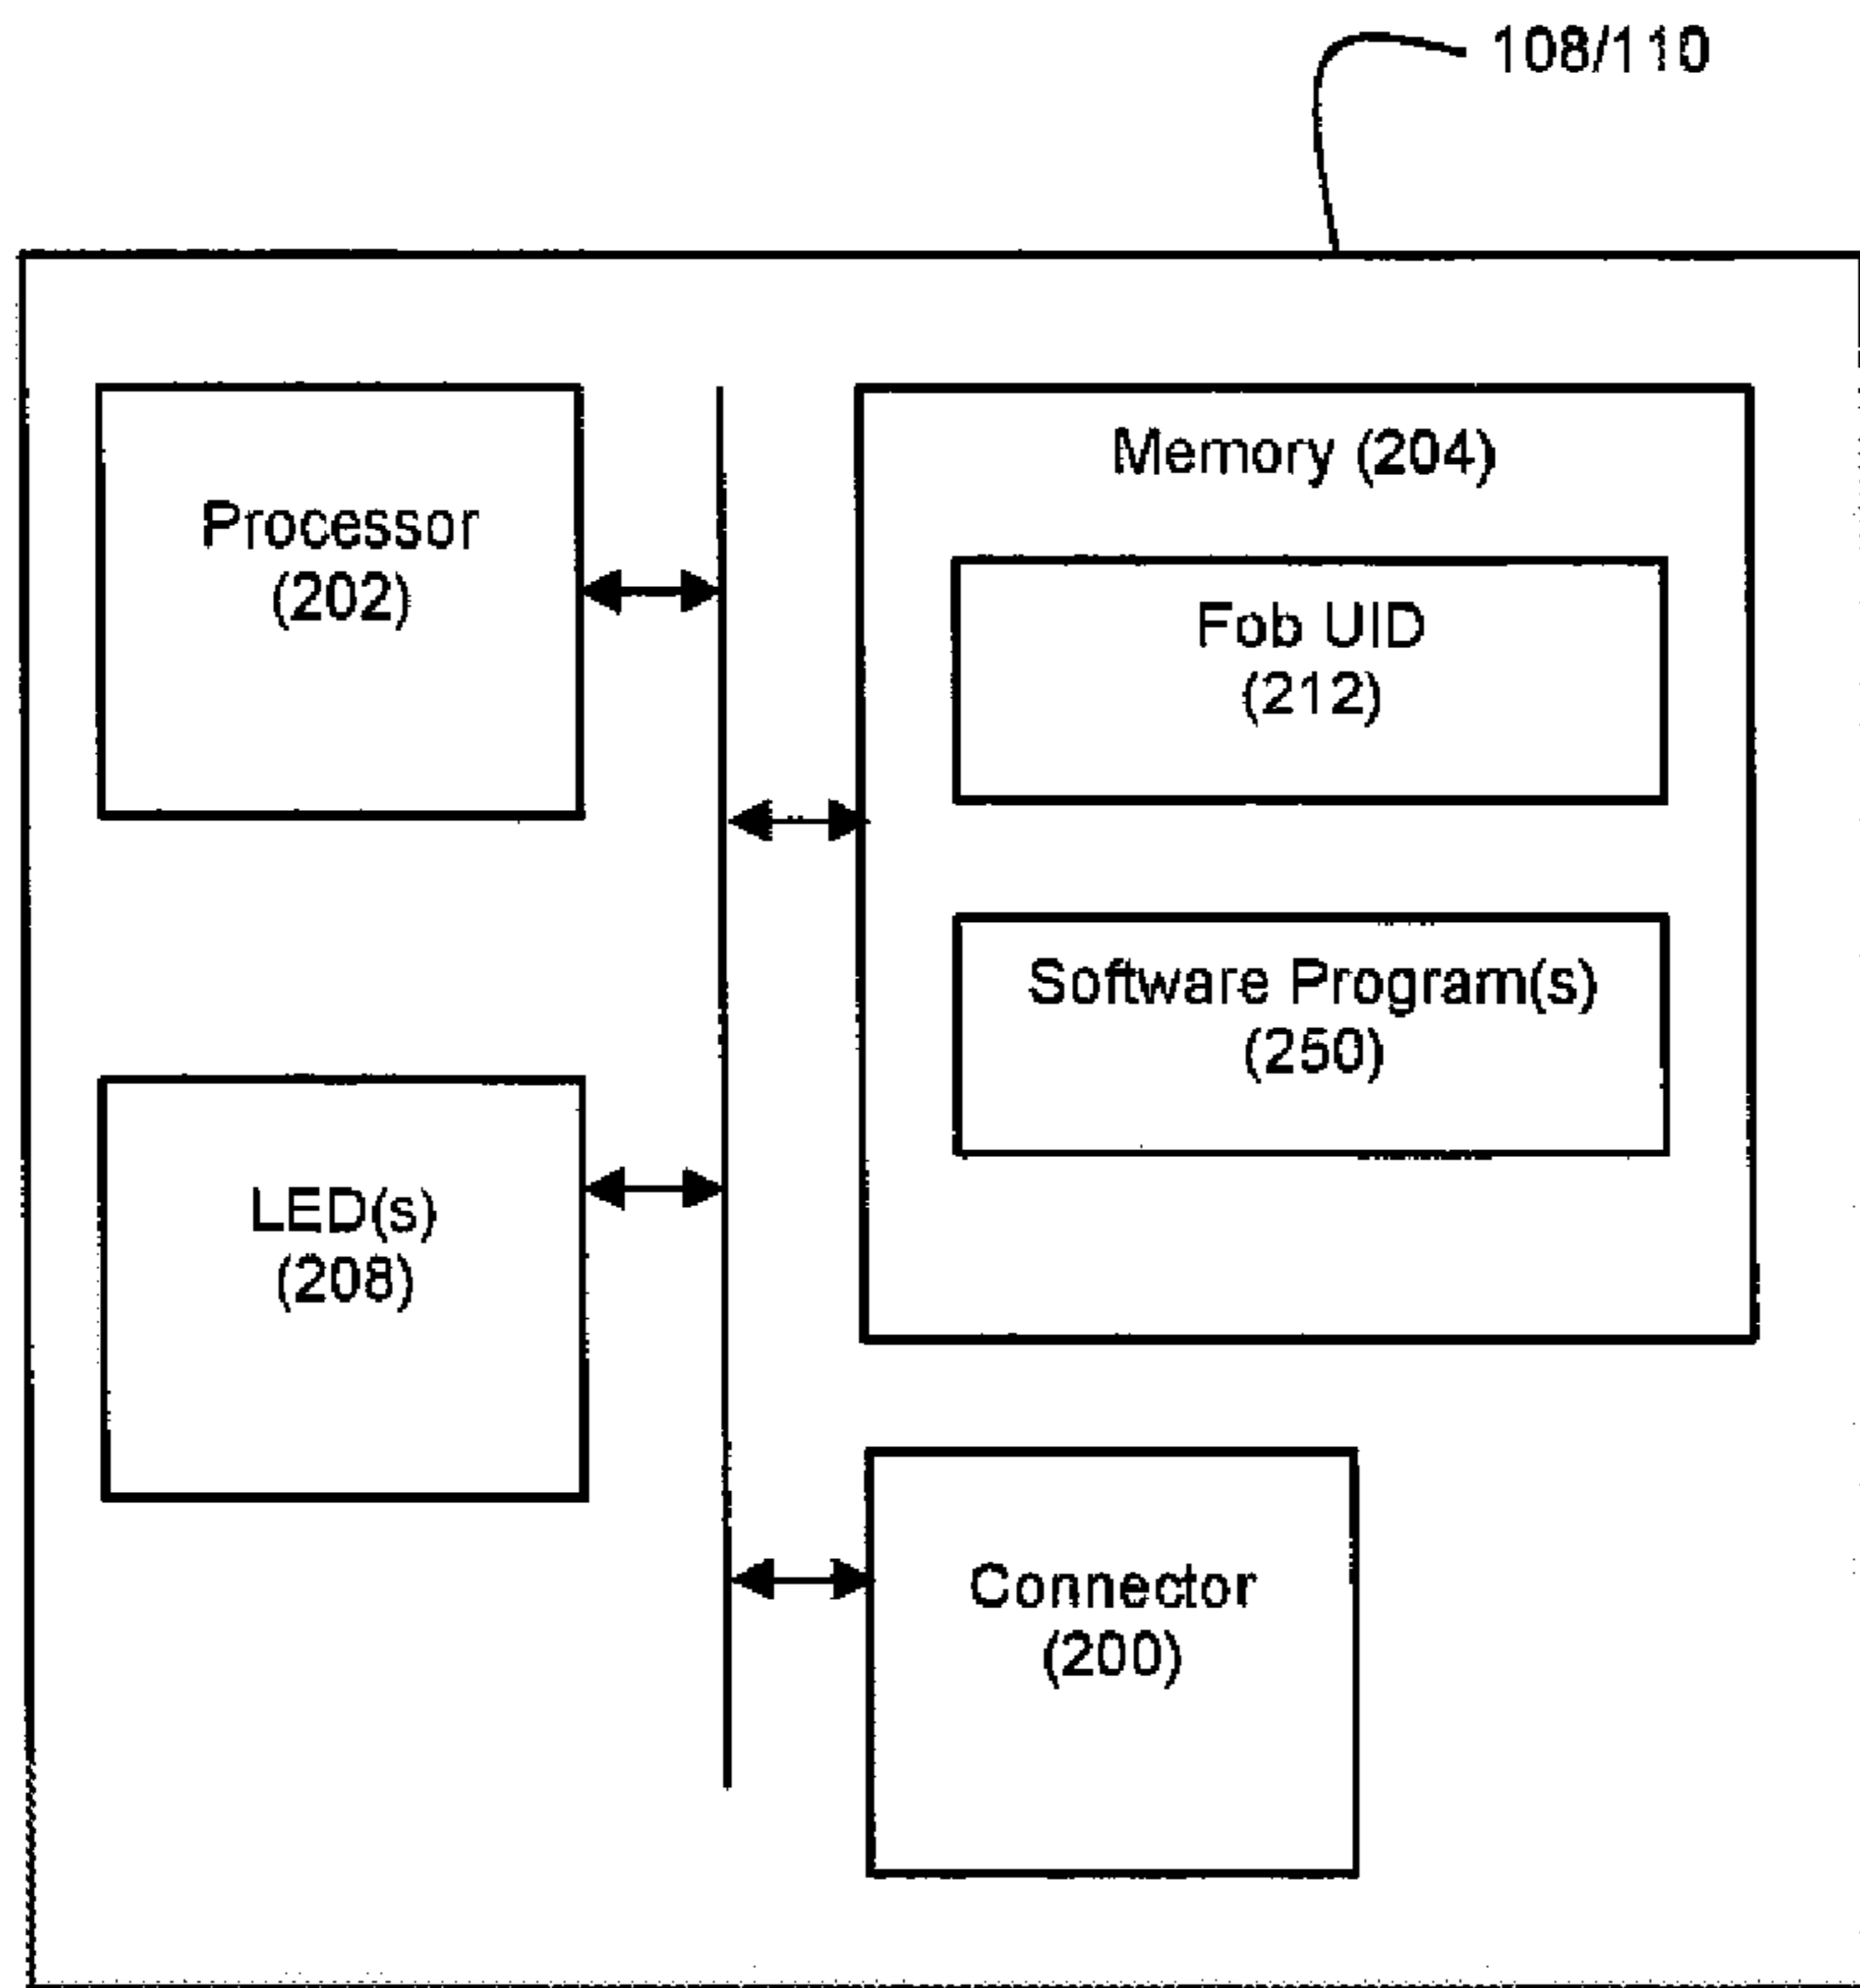 108/110
Processor
(202)
Memory (204)
Fob UID
(212)
Software Program(s)
(250)
LED(s)
(208)
Connector
(200)